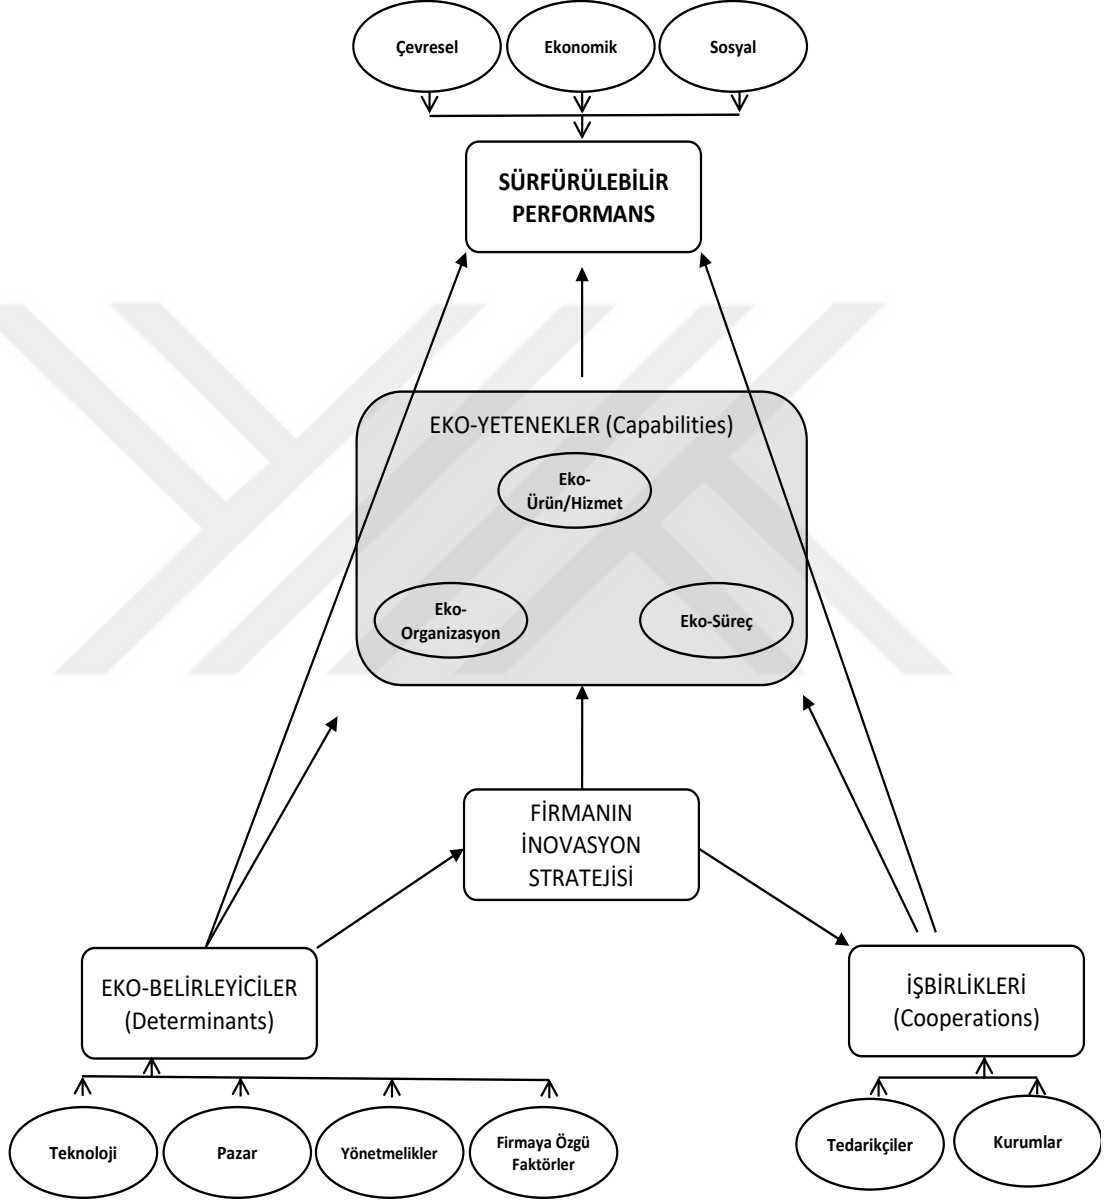 Çevresel
Ekonomik
Sosyal
SÜRFÜRÜLEBİLİR
PERFORMANS
EKO-YETENEKLER (Capabilities)
Eko-
Ürün/Hizmet
Eko-
Organizasyon
Eko-Süreç
FİRMANIN
İNOVASYON
STRATEJİSİ
EKO-BELİRLEYİCİLER
(Determinants)
İŞBİRLİKLERİ
(Cooperations)
Teknoloji
Pazar
Yönetmelikler
Firmaya Özgü
Faktörler
Tedarikçiler
Kurumlar